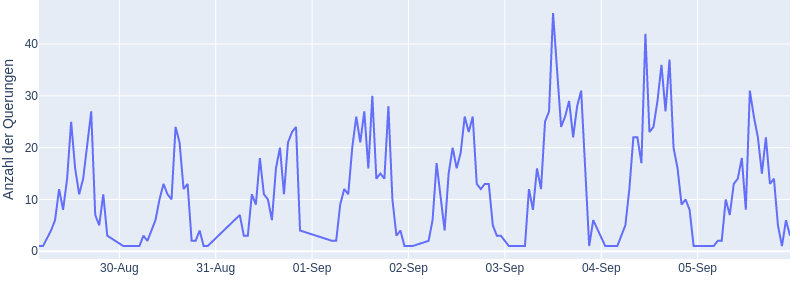 Anzahl der Querungen
40
30
20
10
0
30-Aug
31-Aug
01-Sep
02-Sep
03-Sep
04-Sep
05-Sep